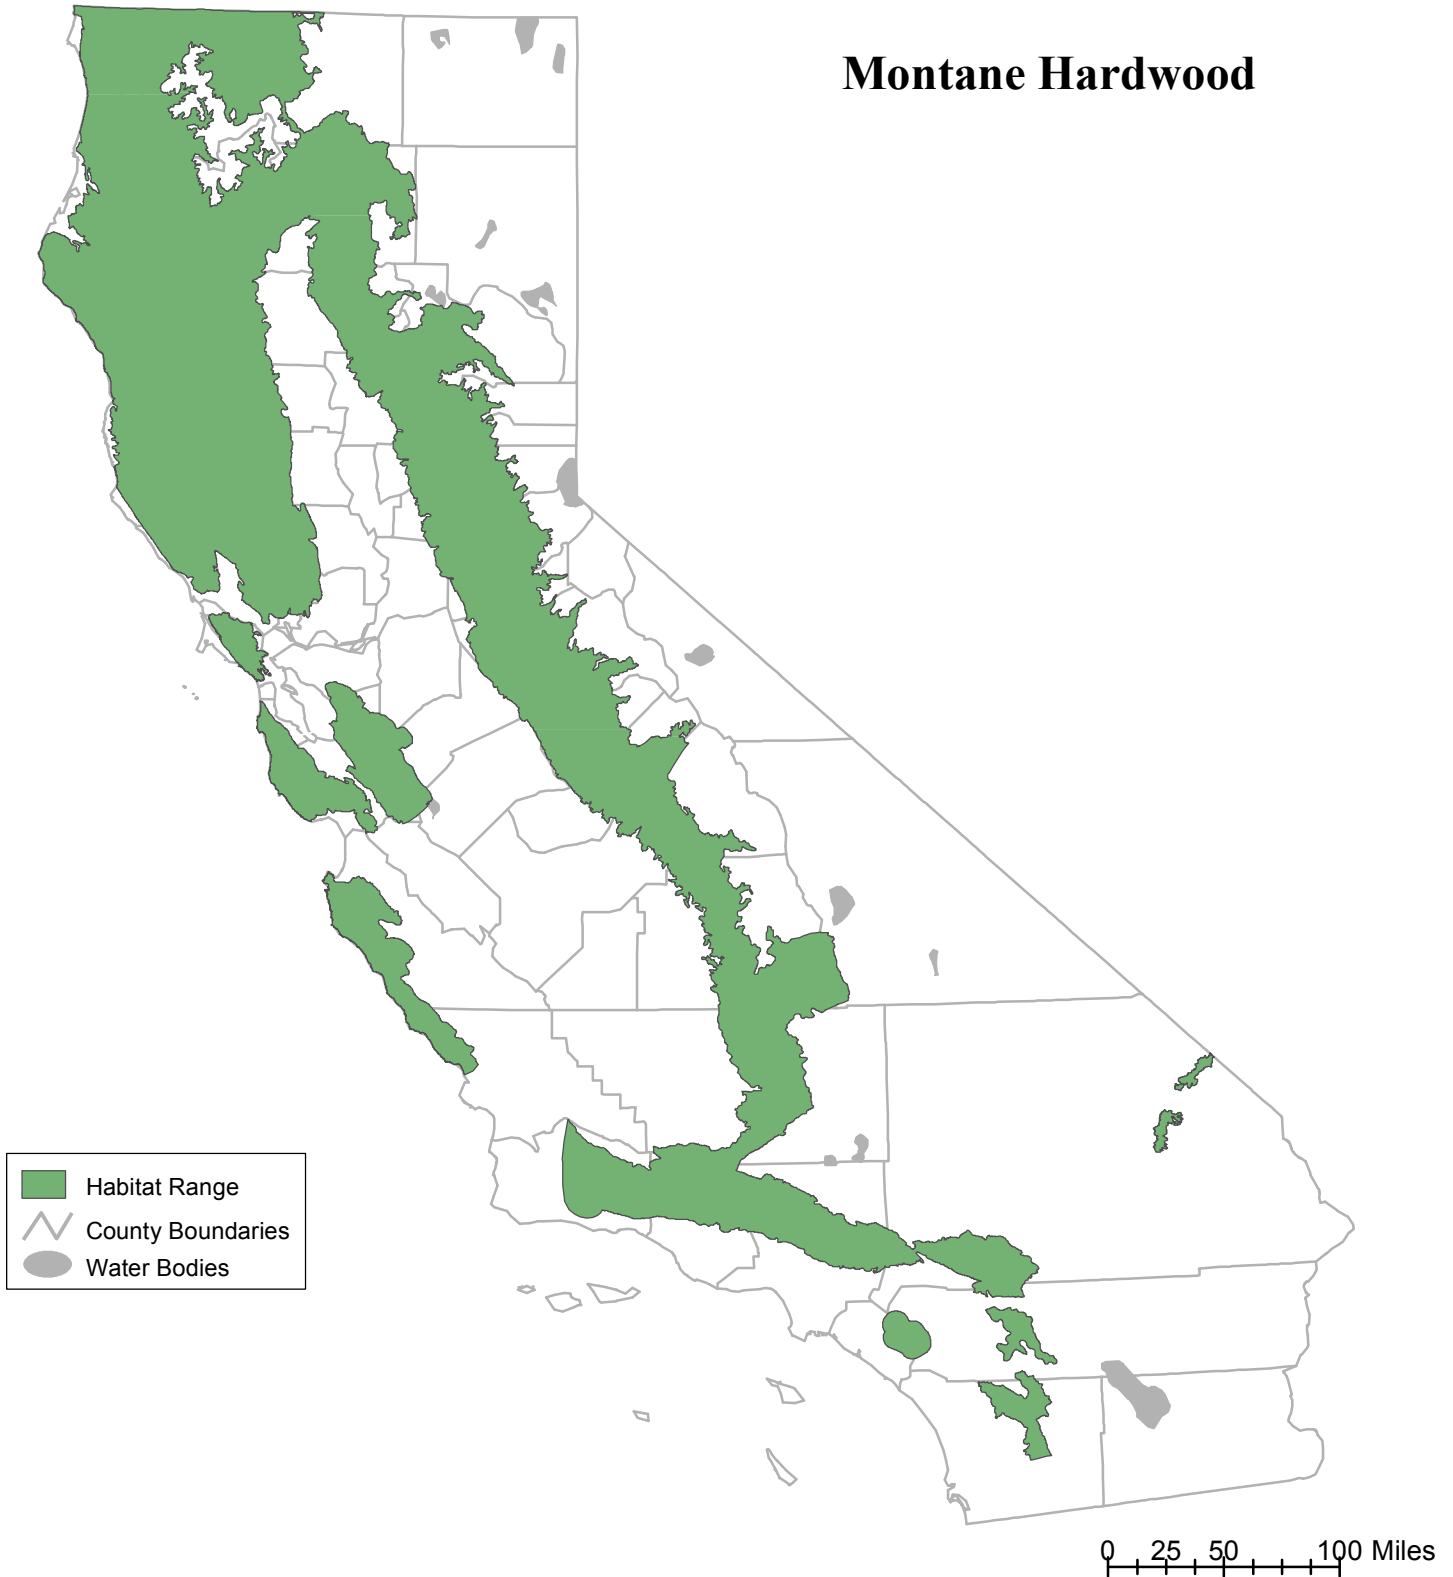 Montane Hardwood
Habitat Range
County Boundaries
Water Bodies
0 25 50 100 Miles